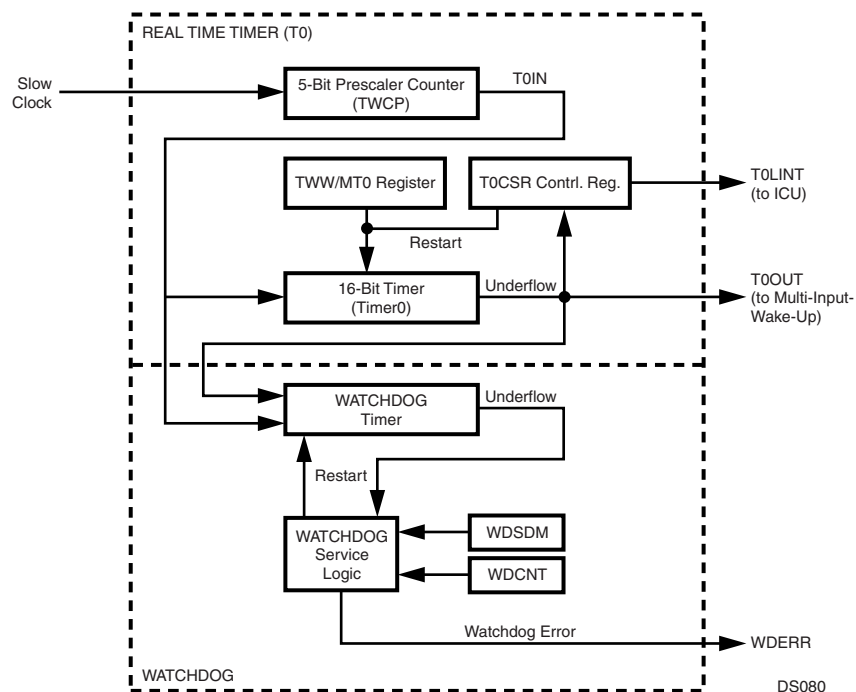 REAL TIME TIMER (T0)
Slow
Clock
5-Bit Prescaler Counter
(TWCP)
T0IN
TWW/MT0 Register
T0CSR Contrl. Reg.
T0LINT
(to ICU)
Restart
16-Bit Timer
(Timer0)
Underflow
T0OUT
(to Multi-Input-
Wake-Up)
WATCHDOG
Timer
Underflow
Restart
WATCHDOG
Service
Logic
WDSDM
WDCNT
Watchdog Error
WDERR
WATCHDOG
DS080